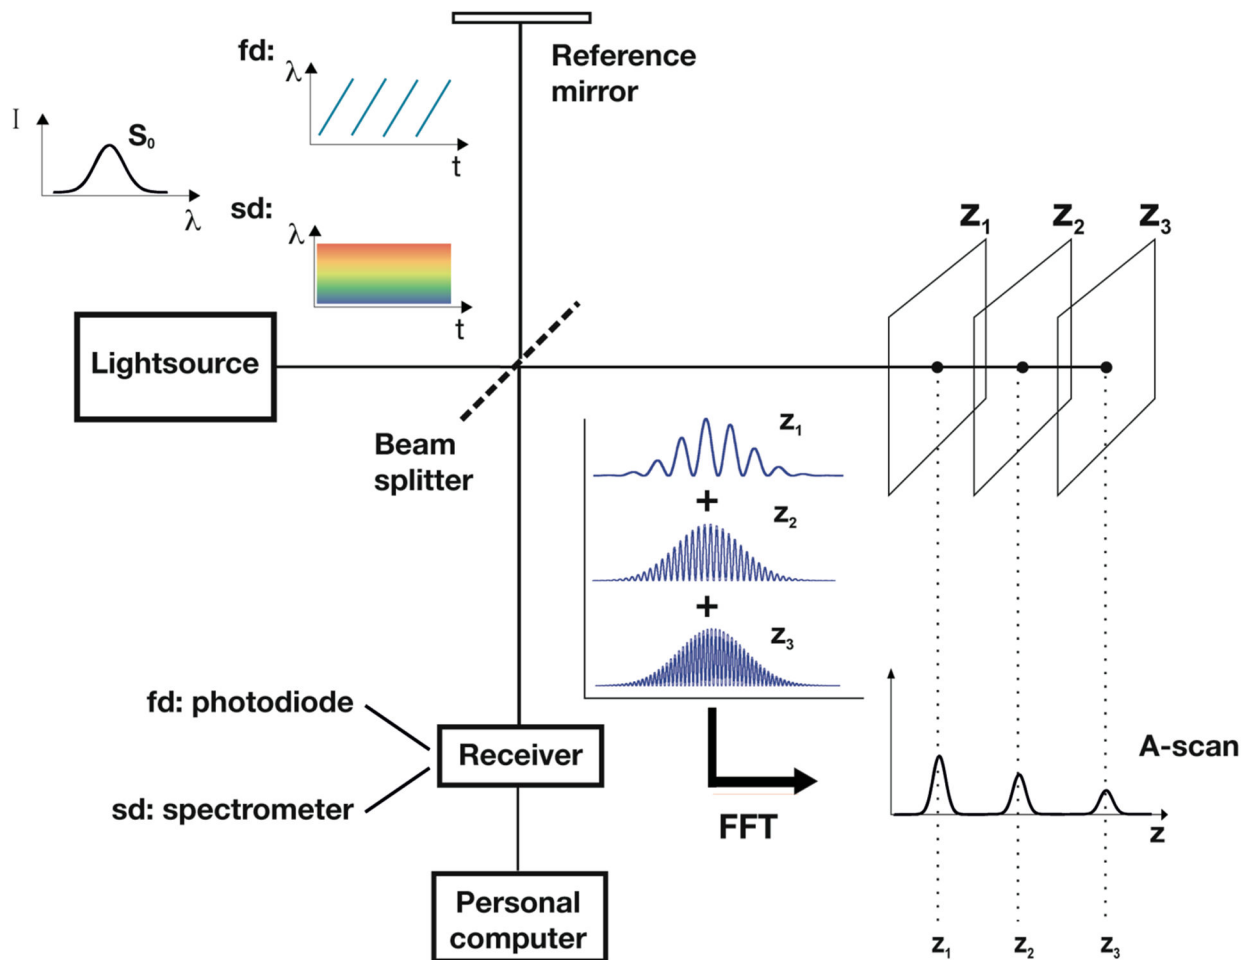 fd:
λ
t
Reference
mirror
I
S₀
λ
sd:
λ
t
z₁
z₂
z₃
Lightsource
Beam
splitter
z₁
+
z₂
+
z₃
fd: photodiode
Receiver
sd: spectrometer
FFT
A-scan
z
Personal
computer
z₁
z₂
z₃